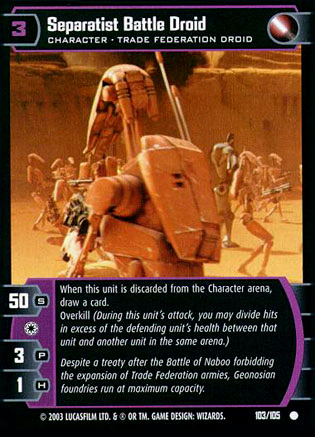 3
Separatist Battle Droid
CHARACTER - TRADE FEDERATION DROID
50 S
3 P
1 H
When this unit is discarded from the Character arena,
draw a card.
Overkill (During this unit's attack, you may divide hits
in excess of the defending unit's health between that
unit and another unit in the same arena.)
Despite a treaty after the Battle of Naboo forbidding
the expansion of Trade Federation armies, Geonosian
foundries run at maximum capacity.
© 2003 LUCASFILM LTD. & ® OR TM. GAME DESIGN: WIZARDS.
103/105